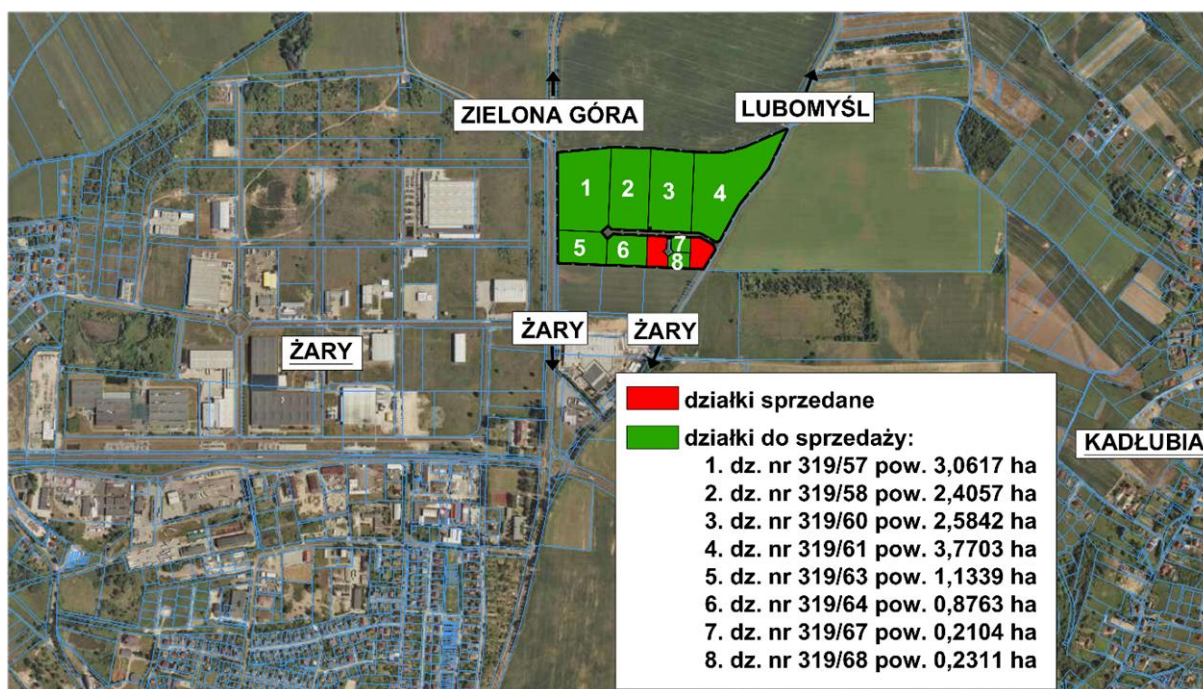 ZIELONA GÓRA
LUBOMYŚL
1
2
3
4
5
6
7
8
ŻARY
ŻARY
ŻARY
KADŁUBIA
działki sprzedane
działki do sprzedaży:
1. dz. nr 319/57 pow. 3,0617 ha
2. dz. nr 319/58 pow. 2,4057 ha
3. dz. nr 319/60 pow. 2,5842 ha
4. dz. nr 319/61 pow. 3,7703 ha
5. dz. nr 319/63 pow. 1,1339 ha
6. dz. nr 319/64 pow. 0,8763 ha
7. dz. nr 319/67 pow. 0,2104 ha
8. dz. nr 319/68 pow. 0,2311 ha